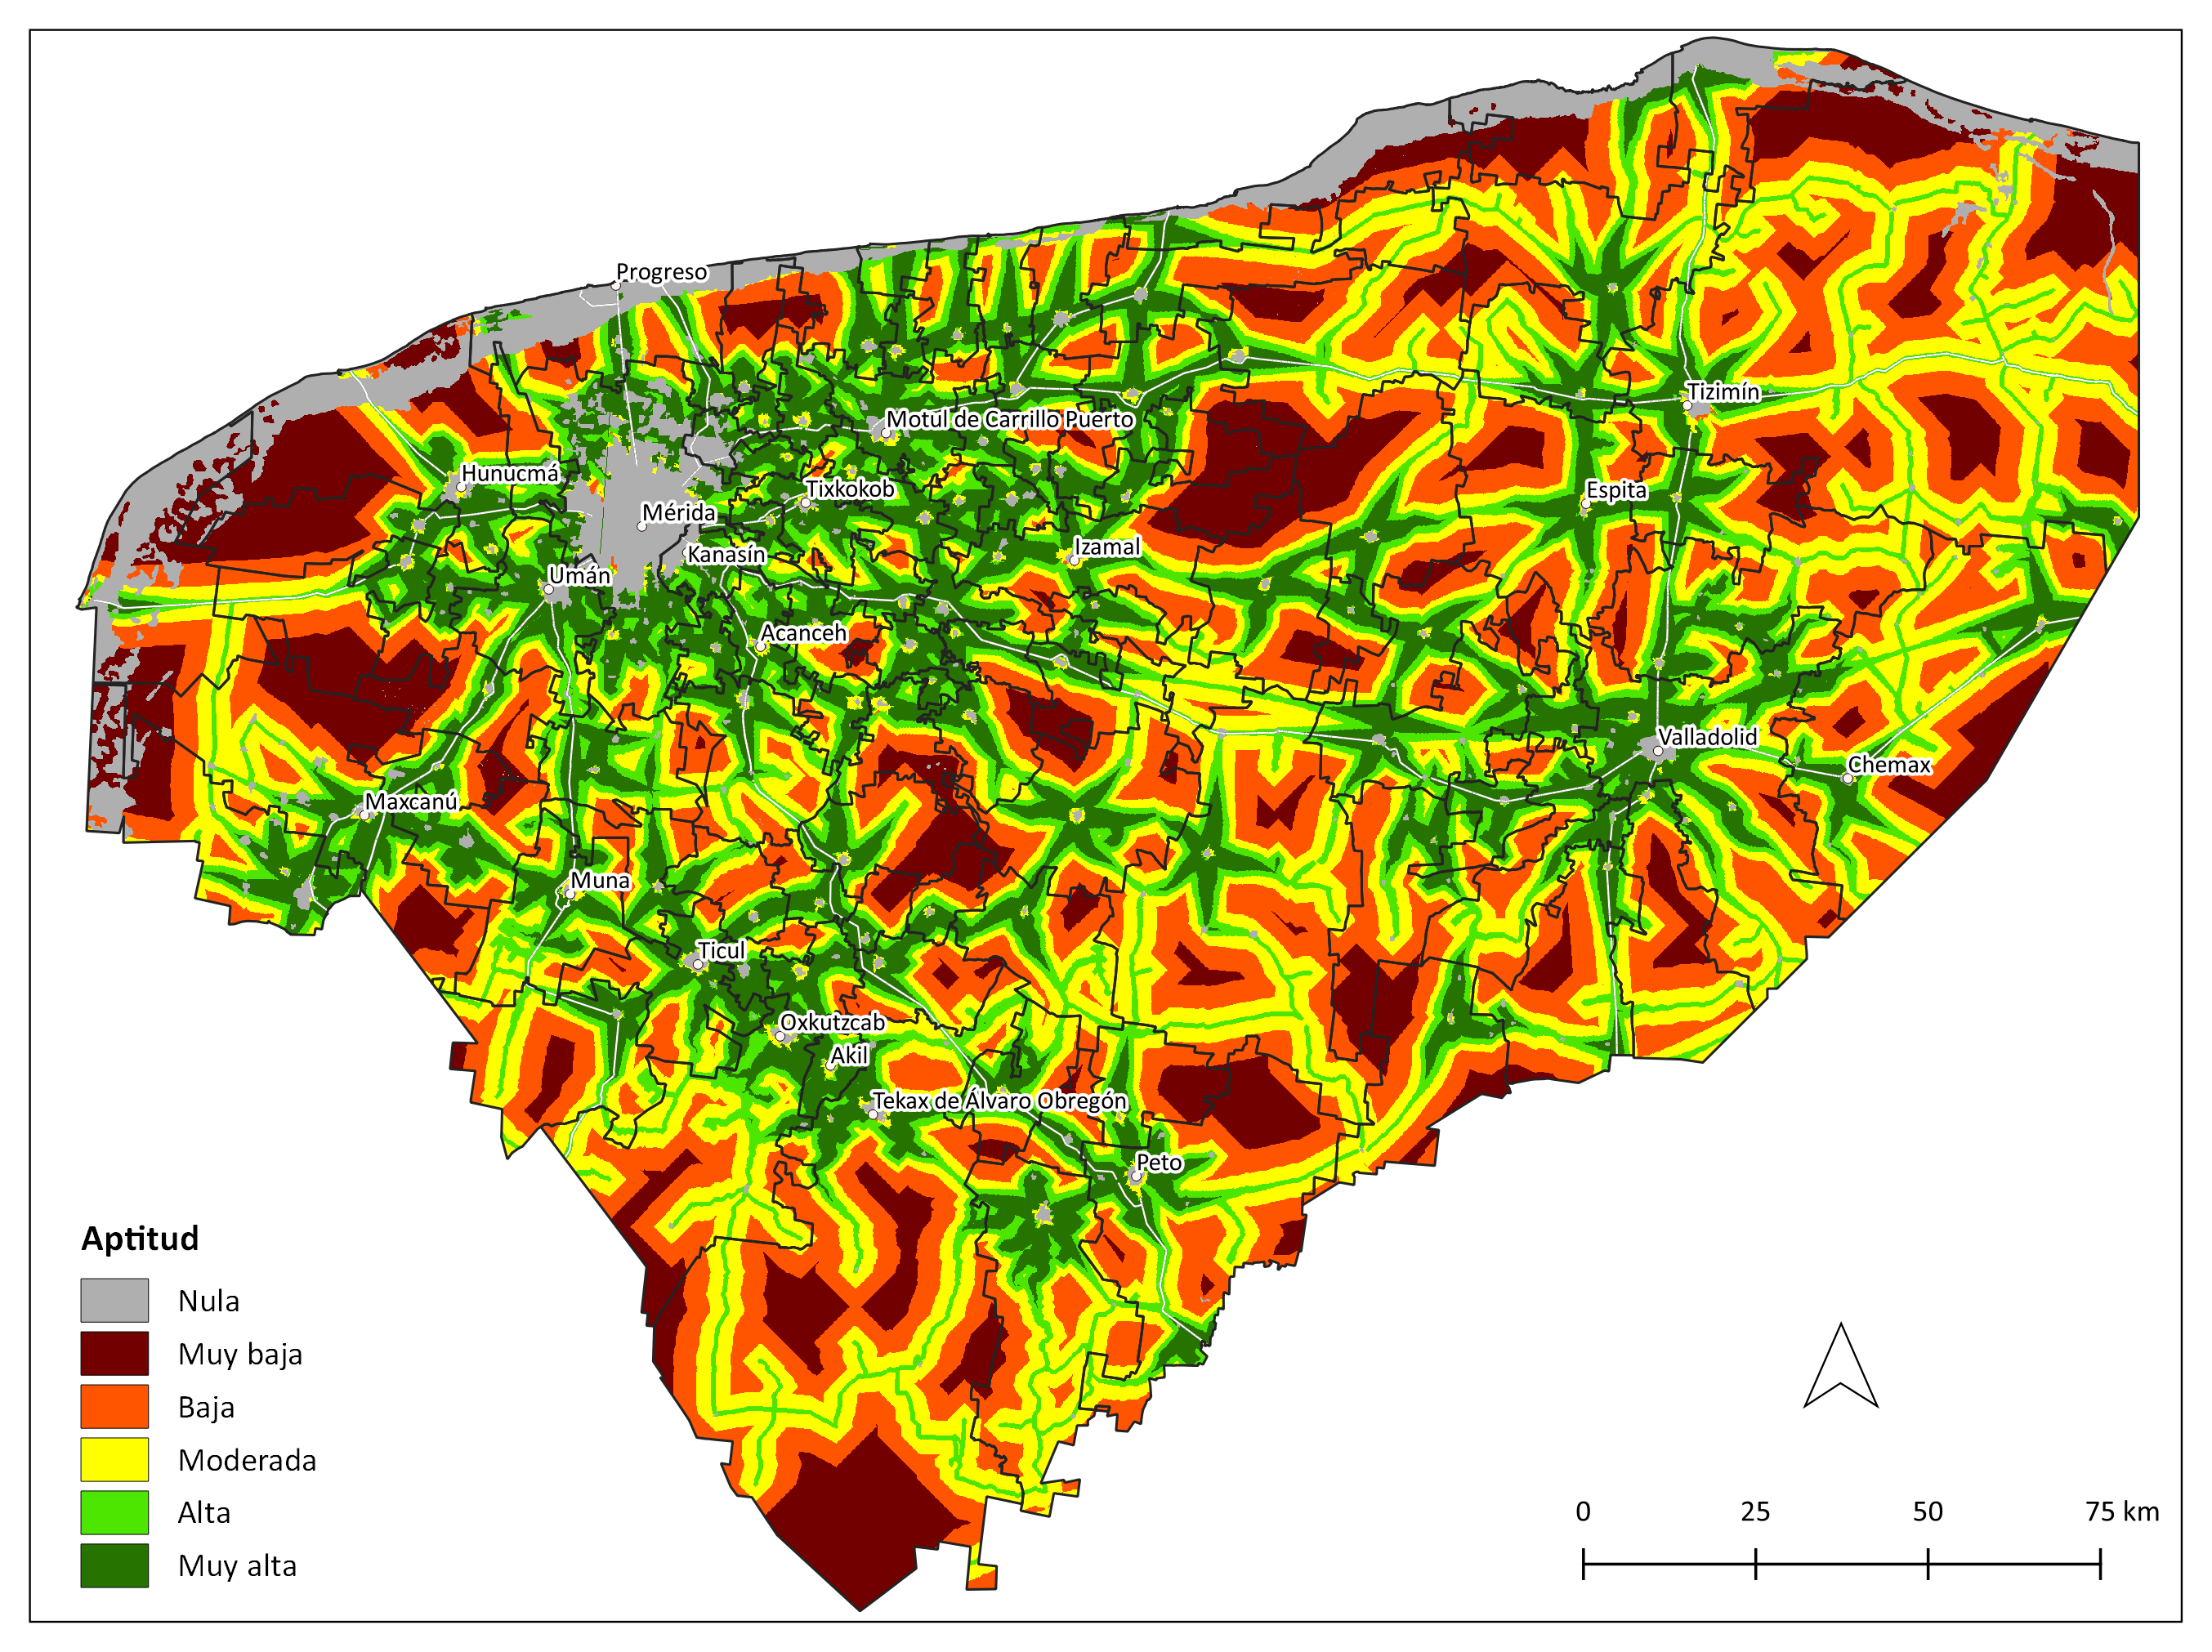 Progreso
Tizimín
Motul de Carrillo Puerto
Hunucmá
Tixkokob
Espita
Mérida
Kanasín
Izamal
Umán
Acanceh
Valladolid
Chemax
Maxcanú
Muna
Ticul
Oxkutzcab
Akil
Tekax de Álvaro Obregón
Peto
Aptitud
Nula
Muy baja
Baja
Moderada
Alta
Muy alta
0 25 50 75 km